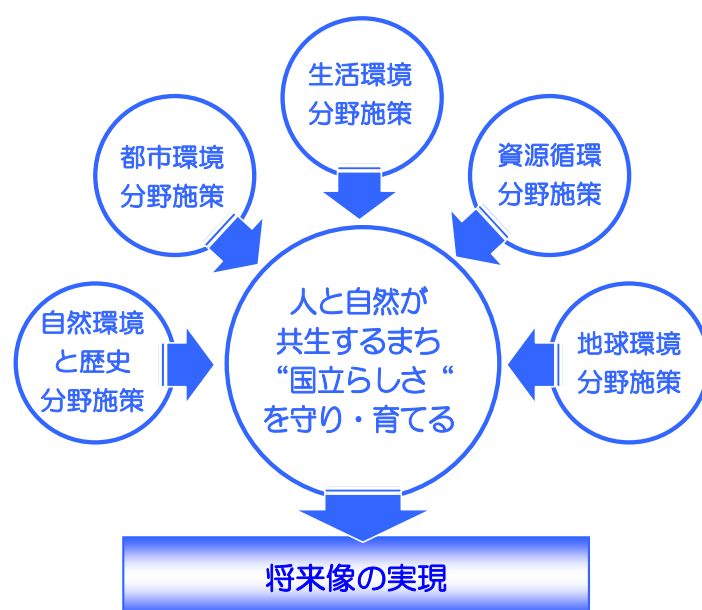 生活環境
分野施策
都市環境
分野施策
資源循環
分野施策
自然環境
と歴史
分野施策
人と自然が
共生するまち
“国立らしさ “
を守り・育てる
地球環境
分野施策
将来像の実現